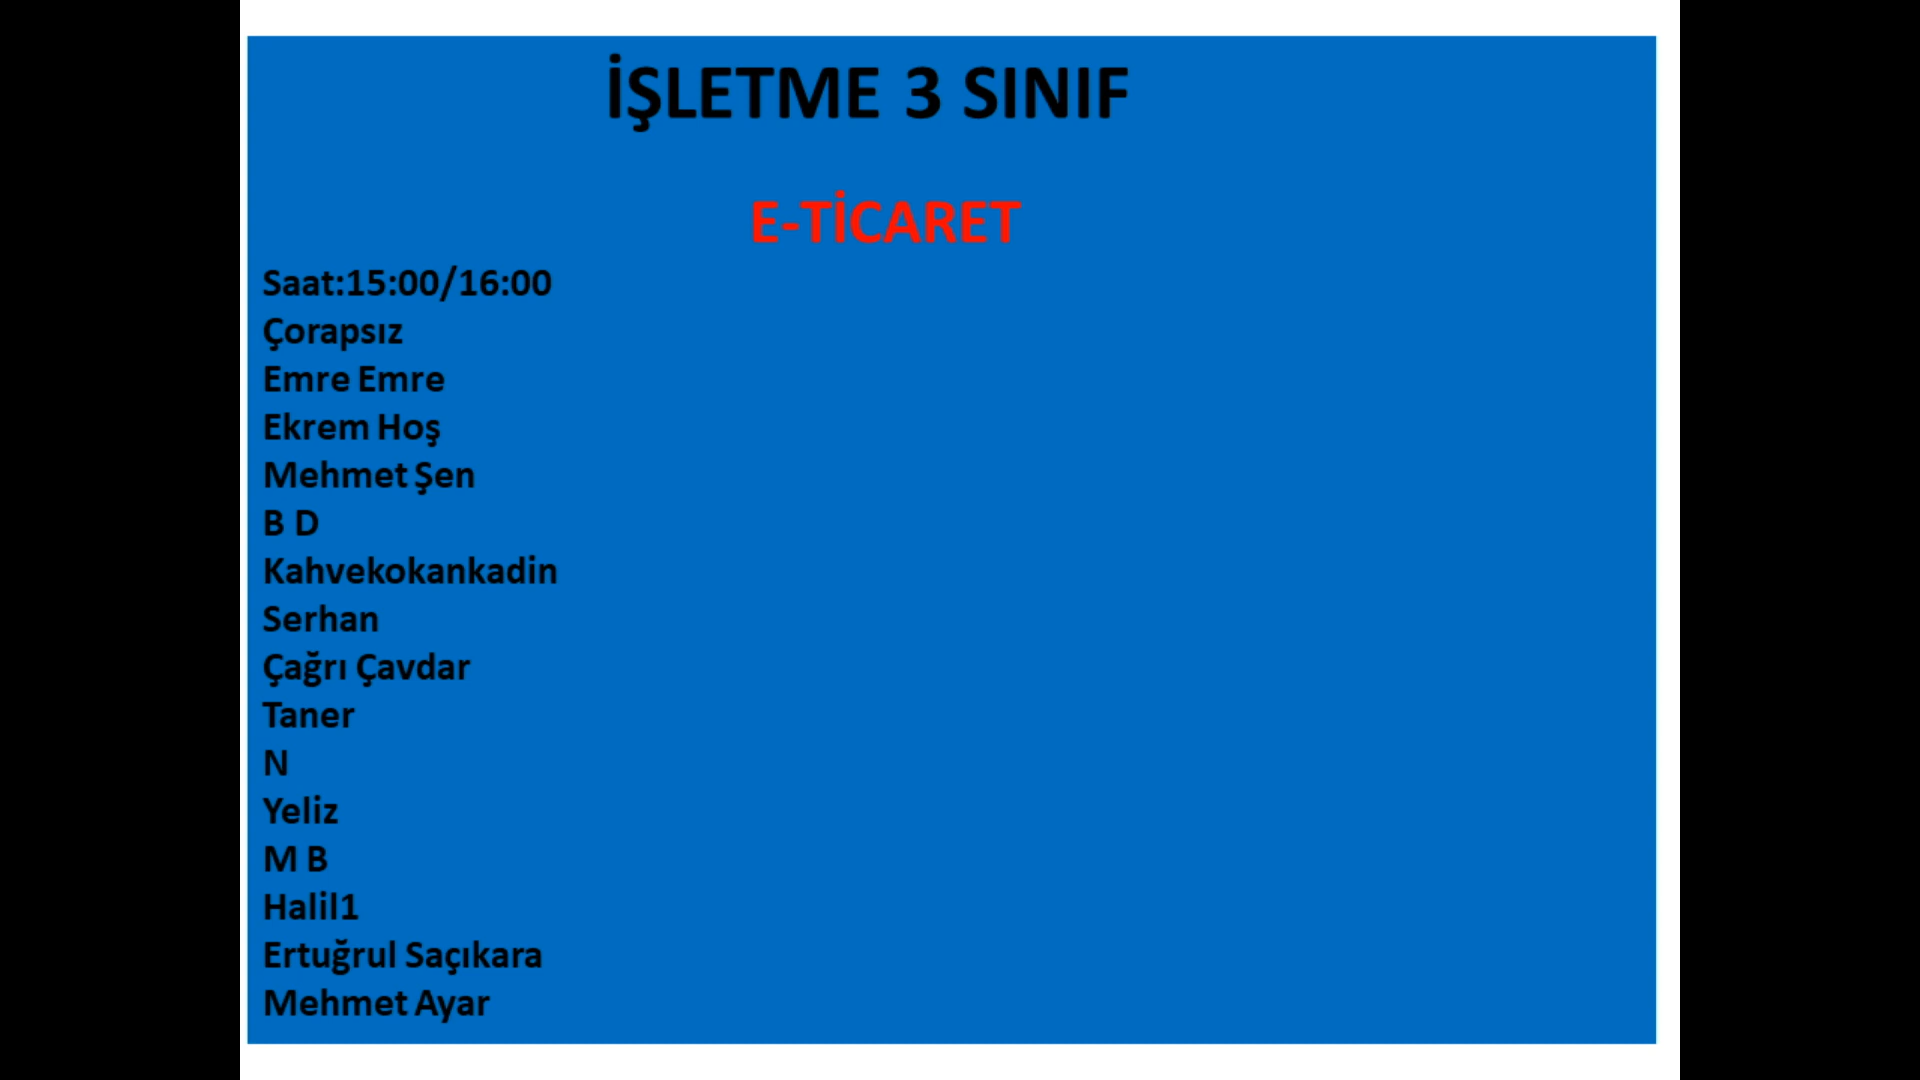 İŞLETME 3 SINIF
E-TİCARET
Saat:15:00/16:00
Çorapsız
Emre Emre
Ekrem Hoş
Mehmet Şen
B D
Kahvekokankadin
Serhan
Çağrı Çavdar
Taner
N
Yeliz
M B
Halil1
Ertuğrul Saçıkara
Mehmet Ayar